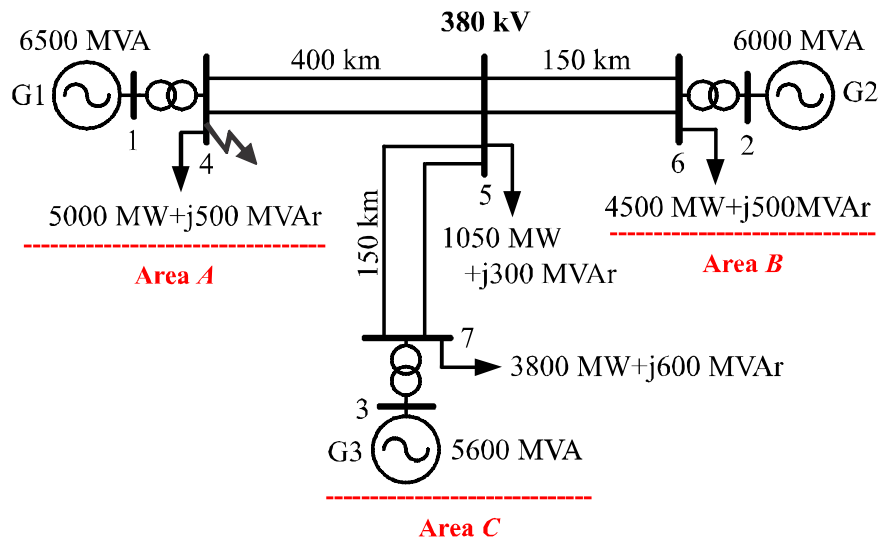 380 kV
6500 MVA
400 km
150 km
6000 MVA
G1
G2
1
4
5
6
2
5000 MW+j500 MVAr
4500 MW+j500MVAr
Area A
Area B
150 km
1050 MW
+j300 MVAr
7
3800 MW+j600 MVAr
3
G3
5600 MVA
Area C